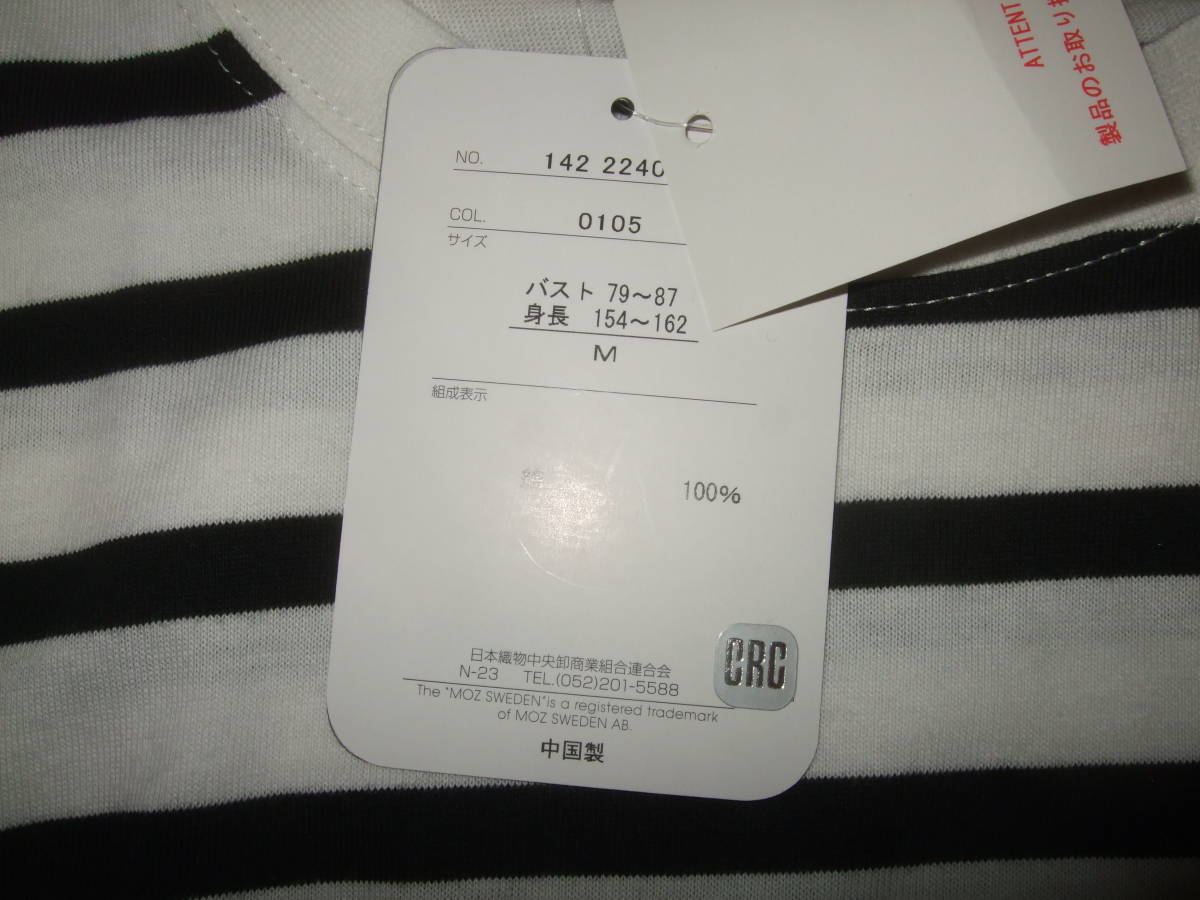 NO. 142 2240
COL. 0105
サイズ
バスト 79～87
身長 154～162
M
組成表示
綿 100%
日本織物中央卸商業組合連合会
N-23 TEL.(052)201-5588
The "MOZ SWEDEN" is a registered trademark
of MOZ SWEDEN AB.
中国製
CRC
ATTENT
製品のお取り